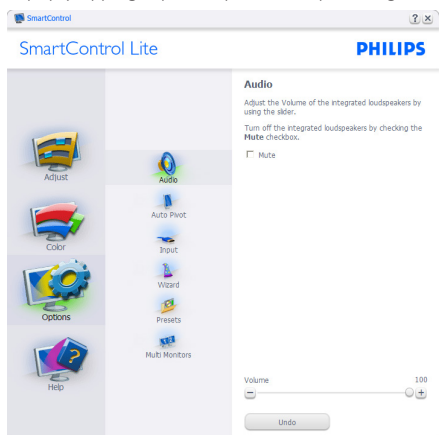 SmartControl
SmartControl Lite
PHILIPS
Adjust
Color
Options
Help
Audio
Auto Pivot
Input
Wizard
Presets
Multi Monitors
Audio
Adjust the Volume of the integrated loudspeakers by
using the slider.
Turn off the integrated loudspeakers by checking the
Mute checkbox.
Mute
Volume 100
Undo